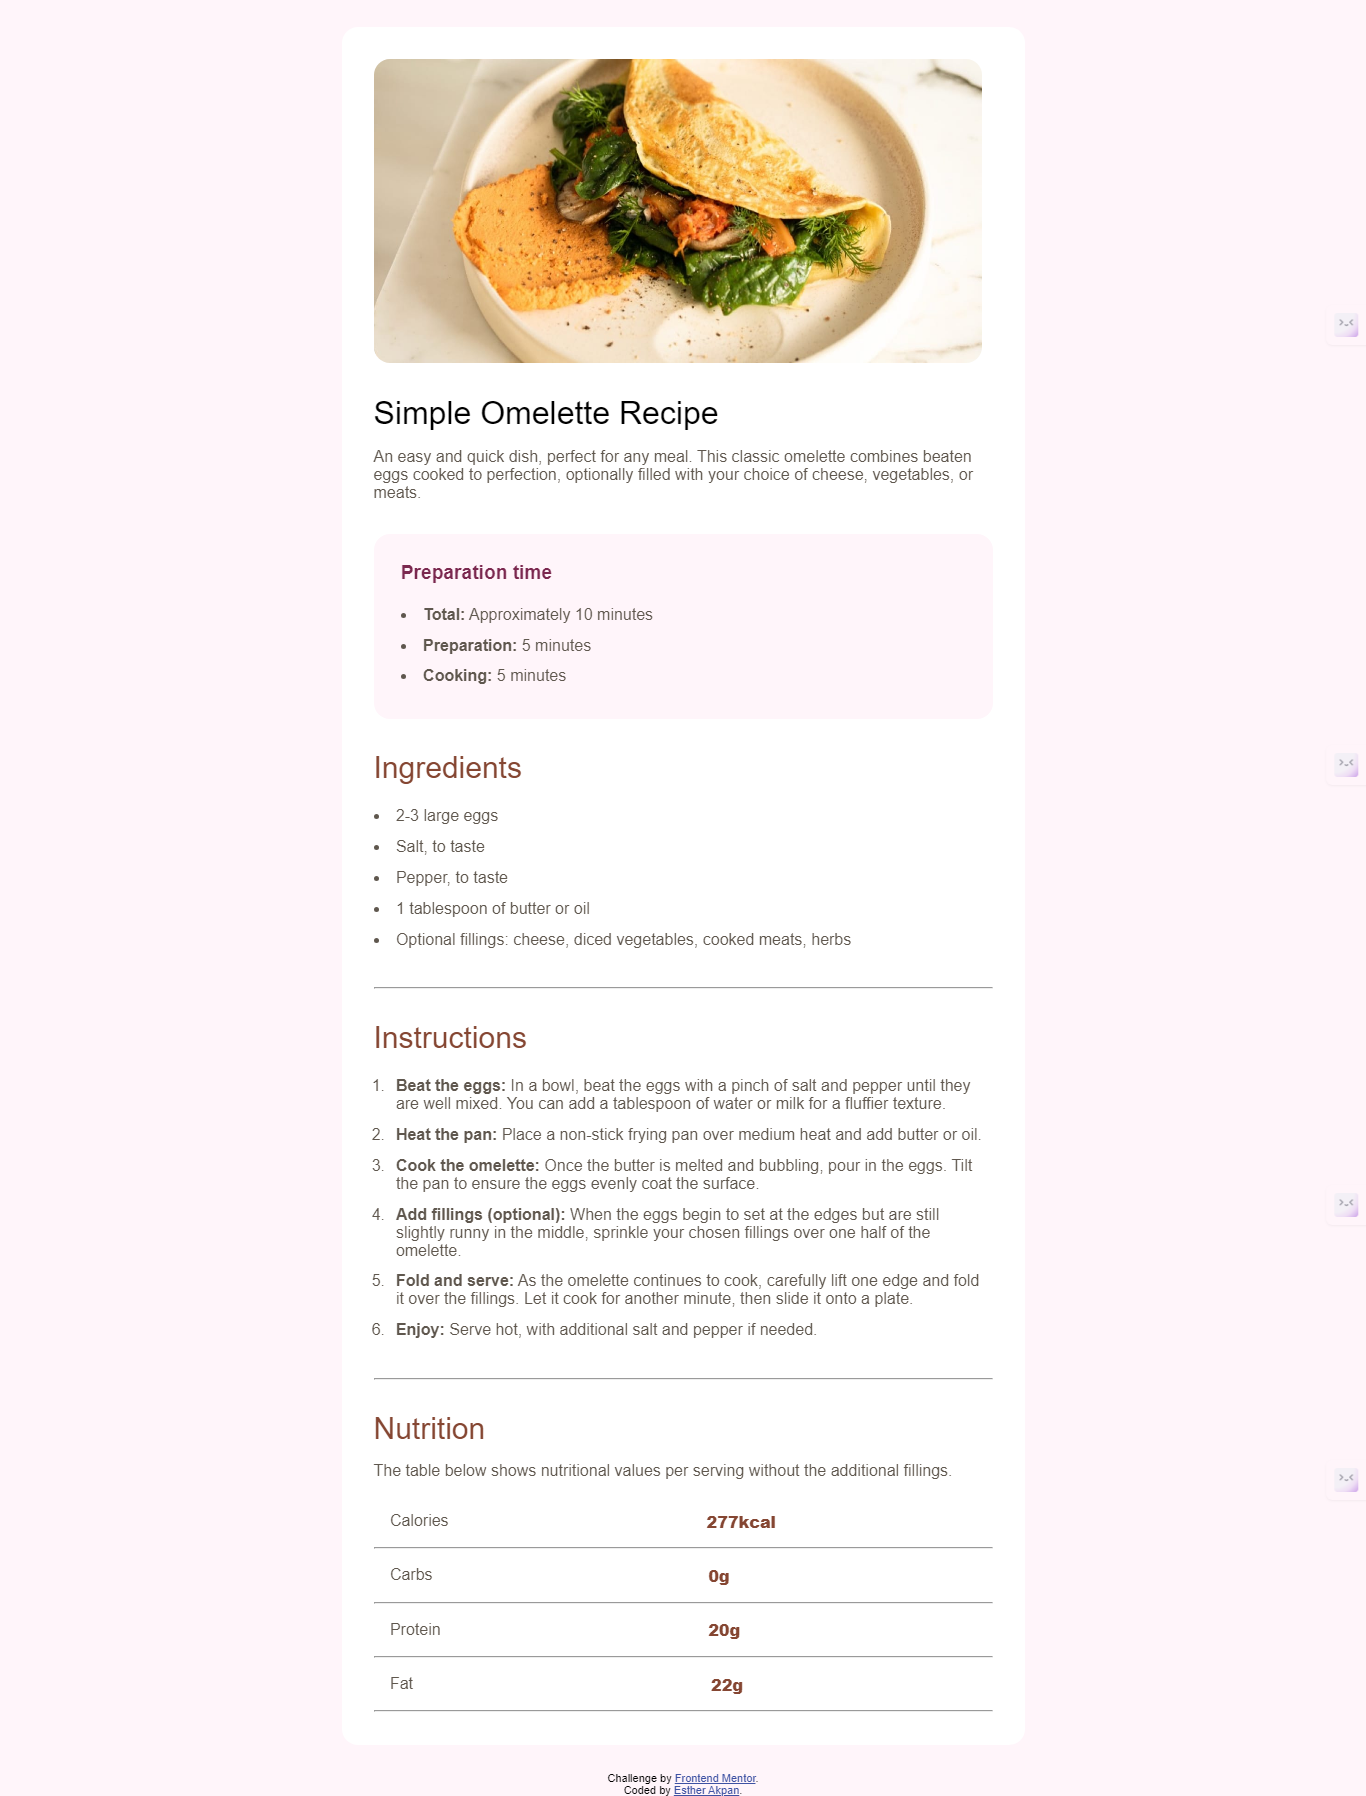 Simple Omelette Recipe
An easy and quick dish, perfect for any meal. This classic omelette combines beaten
eggs cooked to perfection, optionally filled with your choice of cheese, vegetables, or
meats.
Preparation time
• Total: Approximately 10 minutes
• Preparation: 5 minutes
• Cooking: 5 minutes
Ingredients
• 2-3 large eggs
• Salt, to taste
• Pepper, to taste
• 1 tablespoon of butter or oil
• Optional fillings: cheese, diced vegetables, cooked meats, herbs
Instructions
1. Beat the eggs: In a bowl, beat the eggs with a pinch of salt and pepper until they
are well mixed. You can add a tablespoon of water or milk for a fluffier texture.
2. Heat the pan: Place a non-stick frying pan over medium heat and add butter or oil.
3. Cook the omelette: Once the butter is melted and bubbling, pour in the eggs. Tilt
the pan to ensure the eggs evenly coat the surface.
4. Add fillings (optional): When the eggs begin to set at the edges but are still
slightly runny in the middle, sprinkle your chosen fillings over one half of the
omelette.
5. Fold and serve: As the omelette continues to cook, carefully lift one edge and fold
it over the fillings. Let it cook for another minute, then slide it onto a plate.
6. Enjoy: Serve hot, with additional salt and pepper if needed.
Nutrition
The table below shows nutritional values per serving without the additional fillings.
Calories 277kcal
Carbs 0g
Protein 20g
Fat 22g
Challenge by Frontend Mentor.
Coded by Esther Akpan.